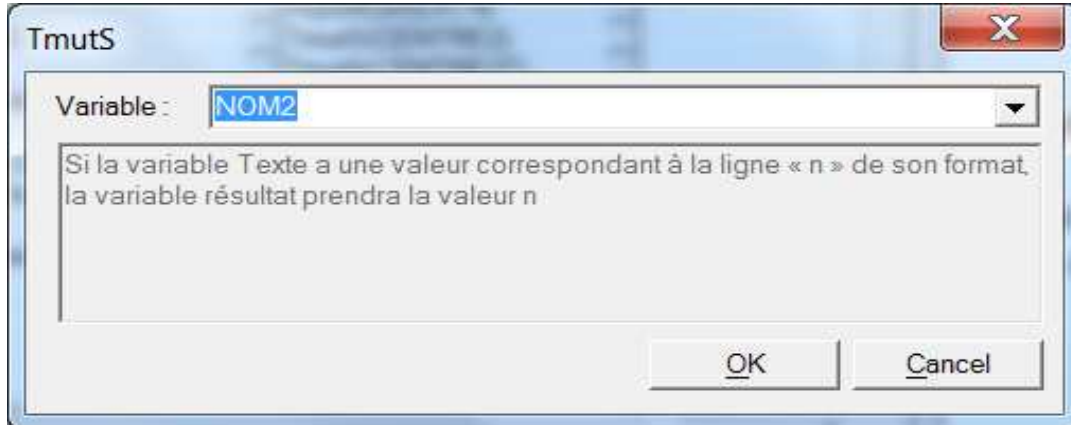 TmutS
Variable : NOM2
Si la variable Texte a une valeur correspondant à la ligne « n » de son format,
la variable résultat prendra la valeur n
OK Cancel